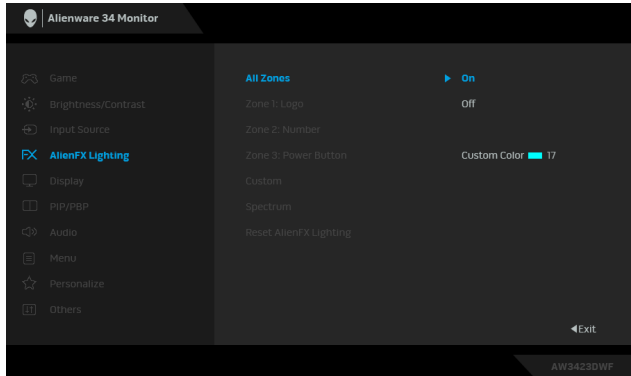 Alienware 34 Monitor
Game
Brightness/Contrast
Input Source
FX AlienFX Lighting
Display
PIP/PBP
Audio
Menu
Personalize
Others
All Zones
Zone 1: Logo
Zone 2: Number
Zone 3: Power Button
Custom
Spectrum
Reset AlienFX Lighting
On
Off
Custom Color 17
Exit
AW3423DWF